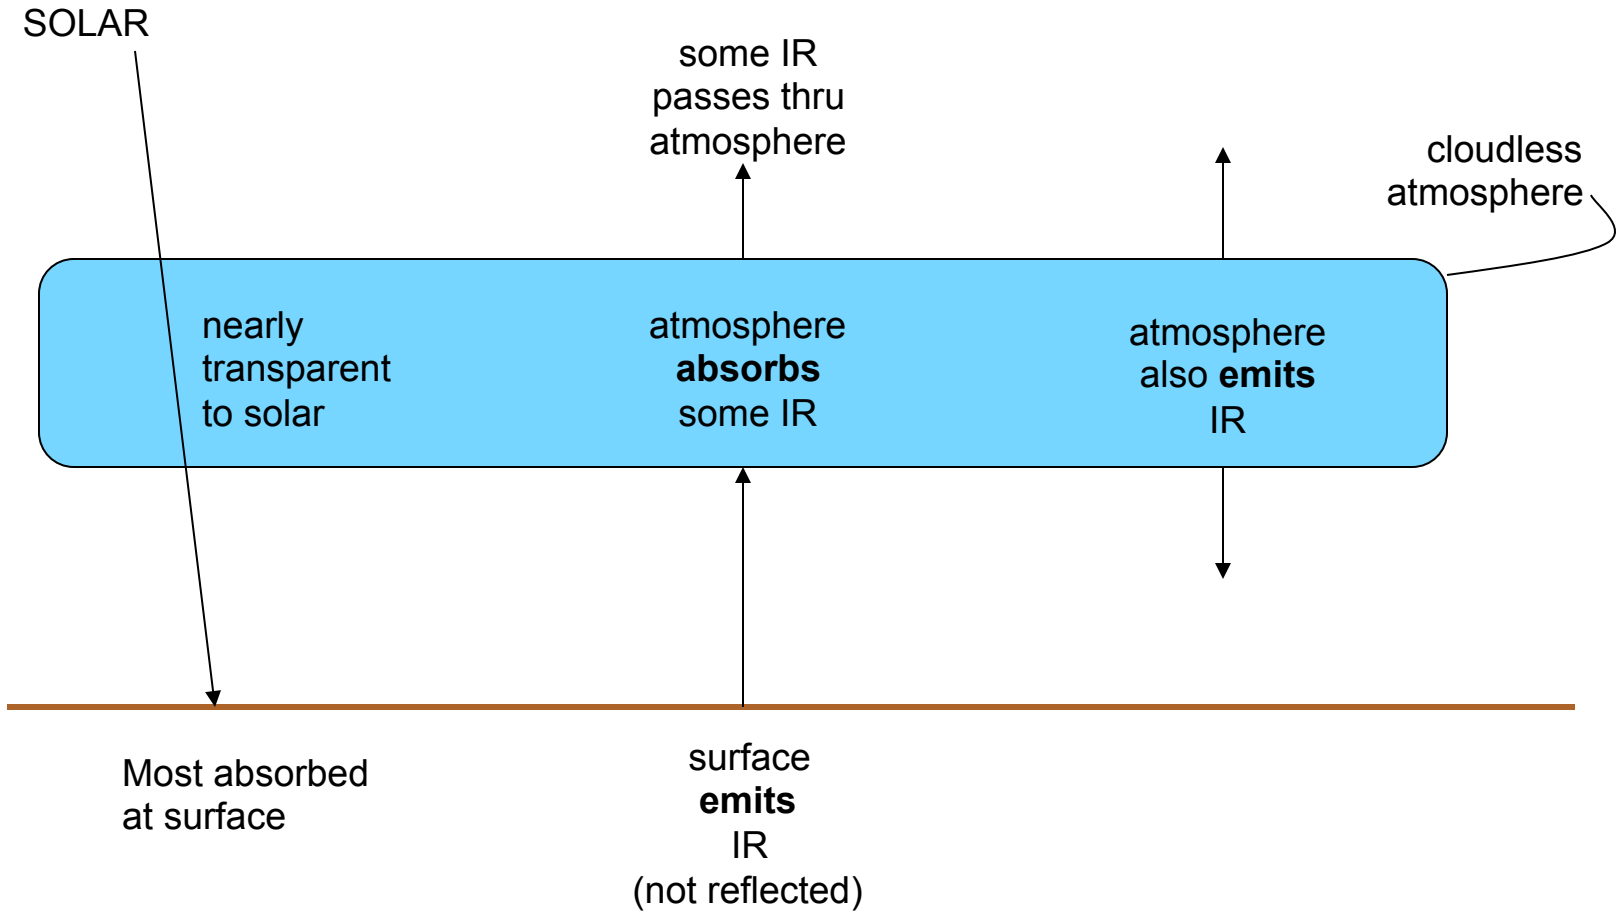 SOLAR
some IR
passes thru
atmosphere
cloudless
atmosphere
nearly
transparent
to solar
atmosphere
absorbs
some IR
atmosphere
also emits
IR
Most absorbed
at surface
surface
emits
IR
(not reflected)